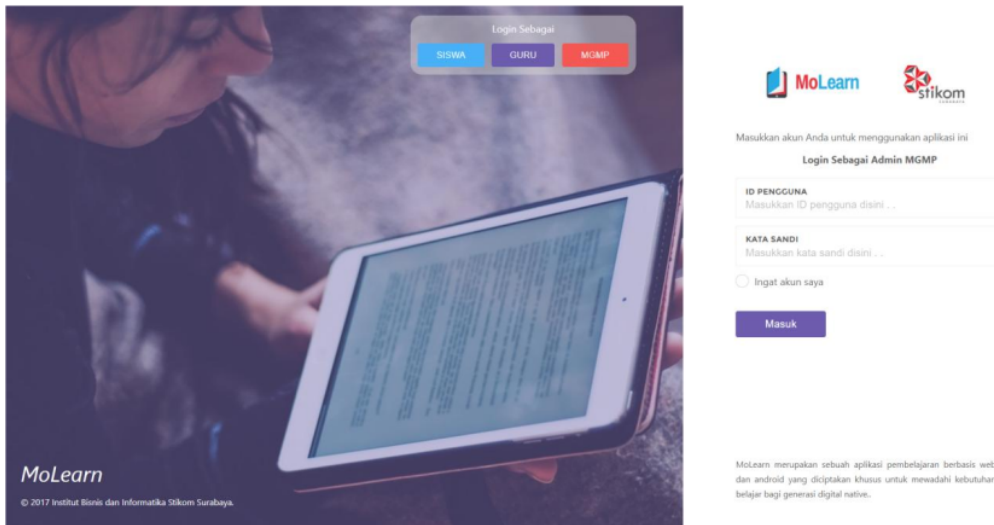 Login Sebagai
SISWA GURU MGMP
MoLearn
stikom
SURABAYA
Masukkan akun Anda untuk menggunakan aplikasi ini
Login Sebagai Admin MGMP
ID PENGGUNA
Masukkan ID pengguna disini . .
KATA SANDI
Masukkan kata sandi disini . . .
Ingat akun saya
Masuk
MoLearn
© 2017 Institut Bisnis dan Informatika Stikom Surabaya.
MoLearn merupakan sebuah aplikasi pembelajaran berbasis web
dan android yang diciptakan khusus untuk mewadahi kebutuhan
belajar bagi generasi digital native..